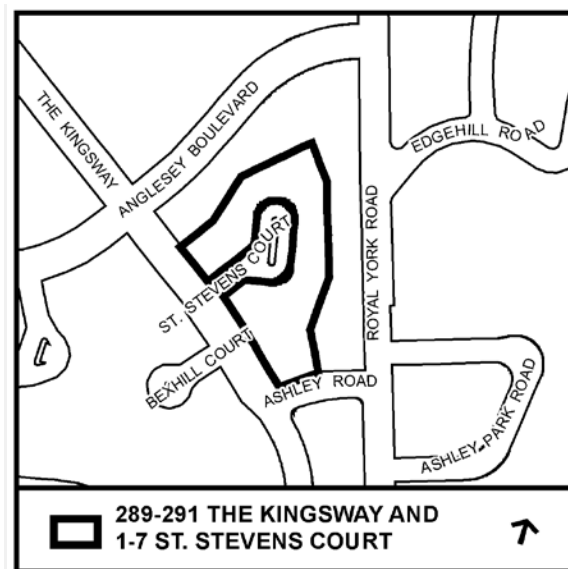 THE KINGSWAY
ANGLESEY BOULEVARD
EDGEHILL ROAD
ROYAL YORK ROAD
ST. STEVENS COURT
BEXHILL COURT
ASHLEY ROAD
ASHLEY PARK ROAD
289-291 THE KINGSWAY AND
1-7 ST. STEVENS COURT